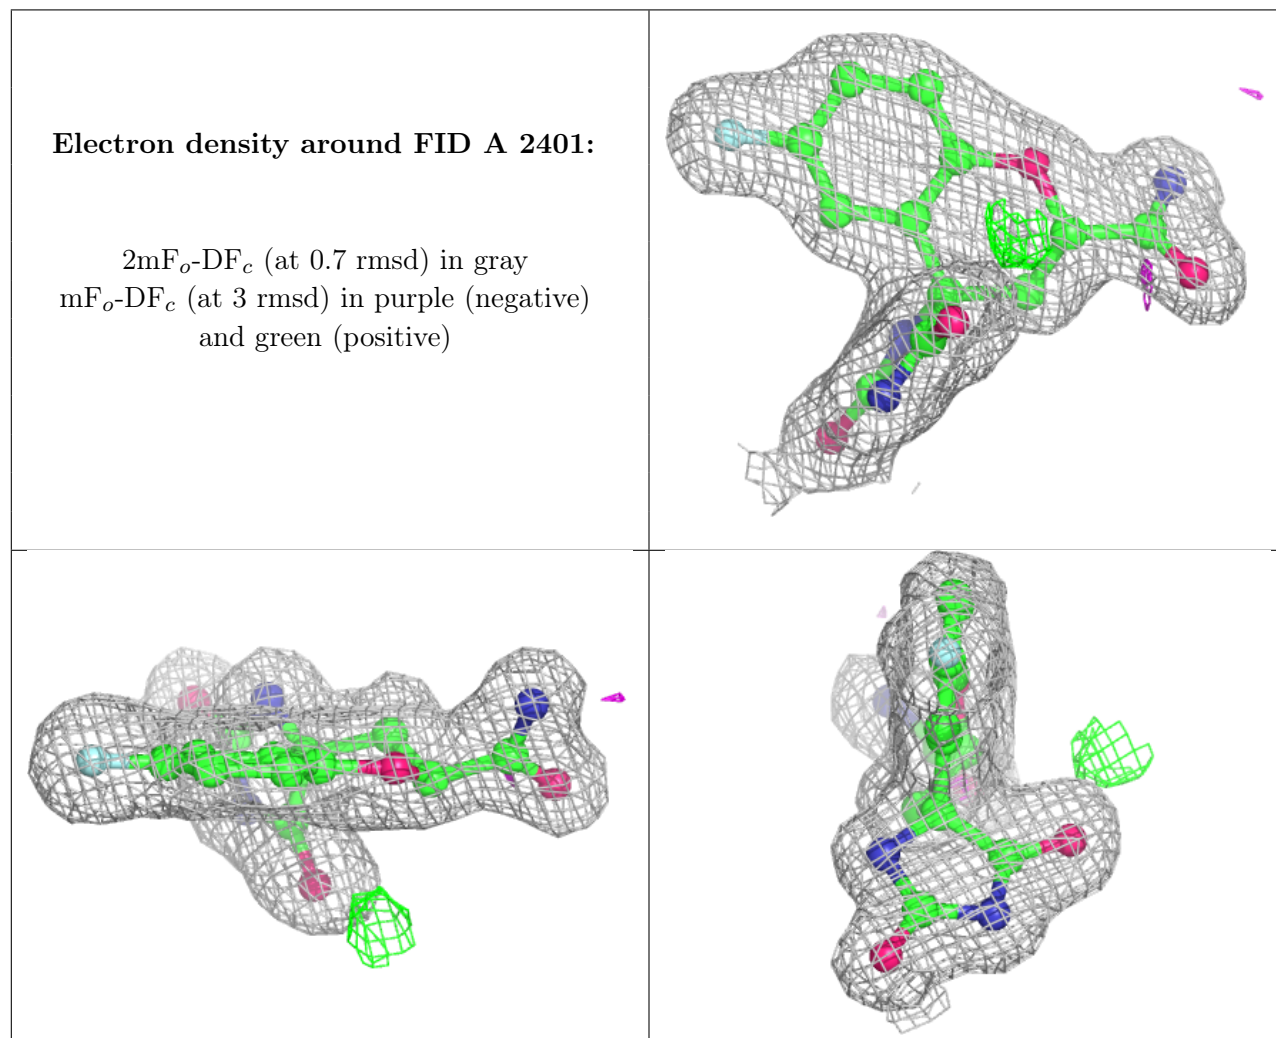 Electron density around FID A 2401:
2mFo-DFc (at 0.7 rmsd) in gray
mFo-DFc (at 3 rmsd) in purple (negative)
and green (positive)